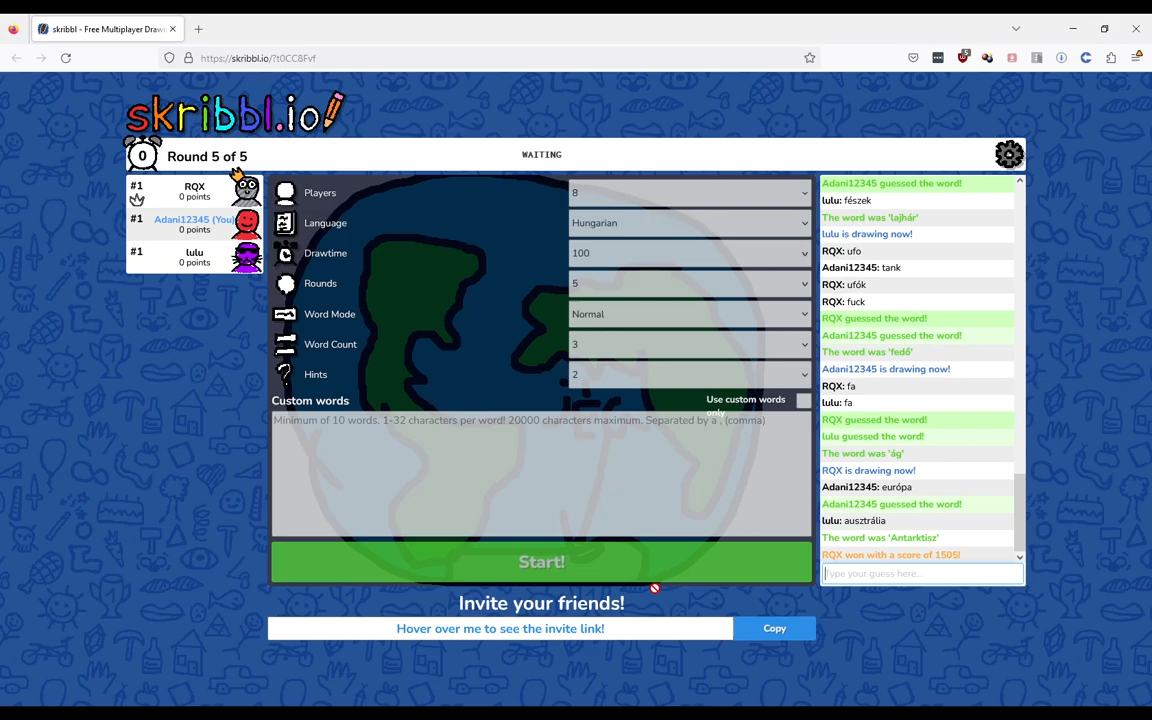 skribbl - Free Multiplayer Drawi
https://skribbl.io/?t0CC8Fvf
5
skribbl.io
0
Round 5 of 5
WAITING
#1
RQX
0 points
#1
Adani12345 (You)
0 points
#1
lulu
0 points
Players
8
Language
Hungarian
Drawtime
100
Rounds
5
Word Mode
Normal
Word Count
3
Hints
2
Custom words
Use custom words only
Minimum of 10 words. 1-32 characters per word! 20000 characters maximum. Separated by a , (comma)
Start!
Invite your friends!
Hover over me to see the invite link!
Copy
Adani12345 guessed the word!
lulu: fészek
The word was 'lajhár'
lulu is drawing now!
RQX: ufo
Adani12345: tank
RQX: ufók
RQX: fuck
RQX guessed the word!
Adani12345 guessed the word!
The word was 'fedő'
Adani12345 is drawing now!
RQX: fa
lulu: fa
RQX guessed the word!
lulu guessed the word!
The word was 'ág'
RQX is drawing now!
Adani12345: európa
Adani12345 guessed the word!
lulu: ausztrália
The word was 'Antarktisz'
RQX won with a score of 1505!
Type your guess here...